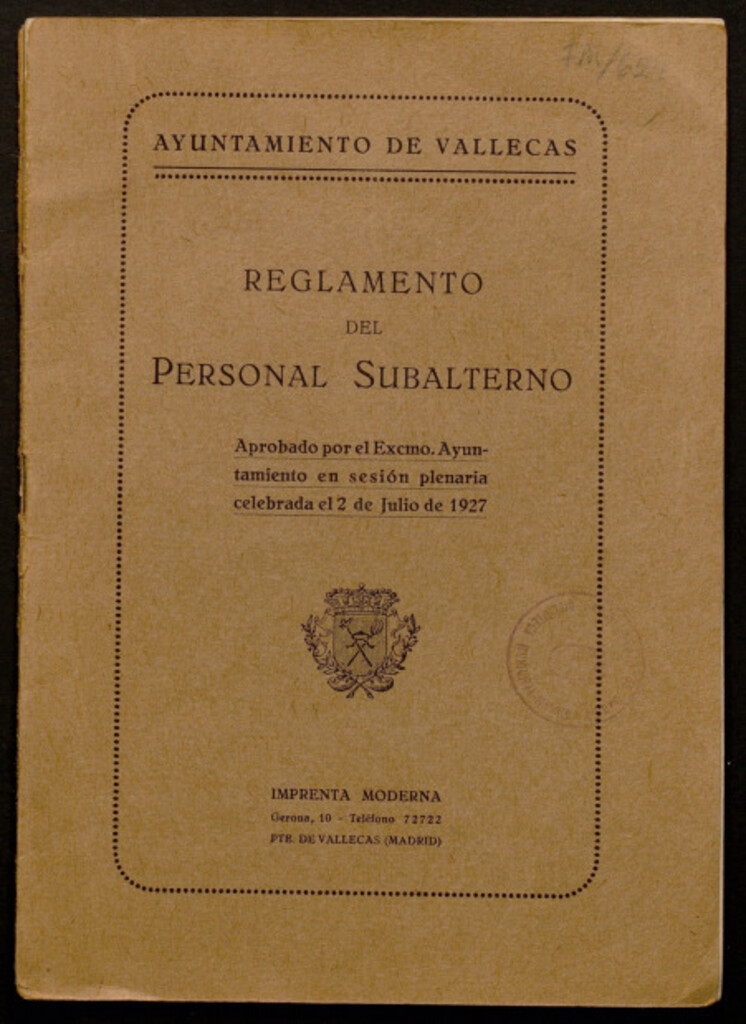 AYUNTAMIENTO DE VALLECAS
REGLAMENTO
DEL
PERSONAL SUBALTERNO
Aprobado por el Excmo. Ayun-
tamiento en sesión plenaria
celebrada el 2 de Julio de 1927
IMPRENTA MODERNA
Gerona, 10 - Teléfono 72722
PTE. DE VALLECAS (MADRID)